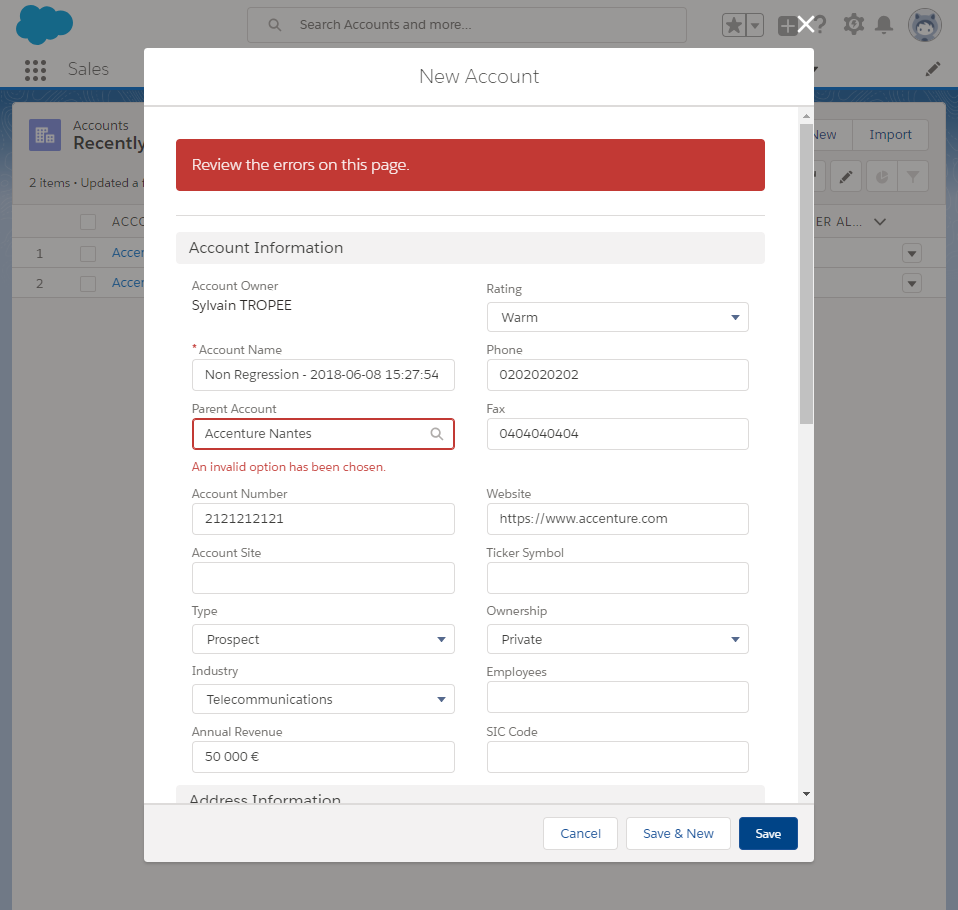 Search Accounts and more...
Sales
New Account
Accounts
Recently
New
Import
Review the errors on this page.
2 items • Updated a
Account Information
ACCO
ER AL...
Account Owner
Sylvain TROPEE
Rating
Warm
1
Accen
2
Accen
* Account Name
Non Regression - 2018-06-08 15:27:54
Phone
0202020202
Parent Account
Accenture Nantes
An invalid option has been chosen.
Fax
0404040404
Account Number
2121212121
Website
https://www.accenture.com
Account Site
Ticker Symbol
Type
Prospect
Ownership
Private
Industry
Telecommunications
Employees
Annual Revenue
50 000 €
SIC Code
Address Information
Cancel
Save & New
Save